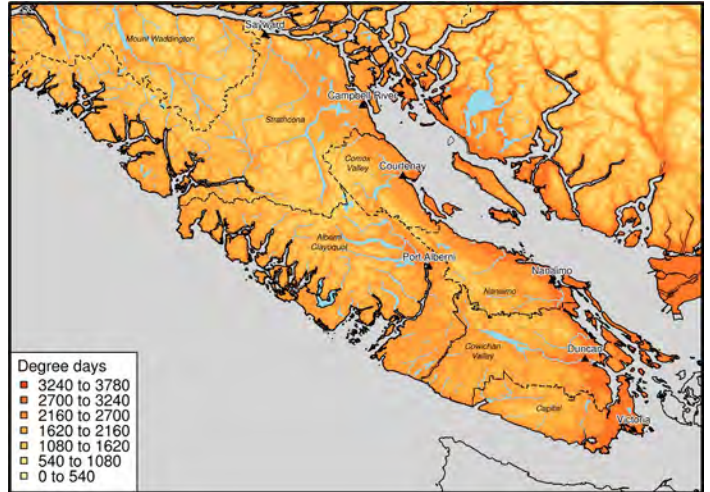 Sayward
Mount Waddington
Campbell River
Strathcona
Comox
Valley
Courtenay
Alberni
Clayoquot
Port Alberni
Nanaimo
Nanaimo
Cowichan
Valley
Duncan
Capital
Victoria
Degree days
3240 to 3780
2700 to 3240
2160 to 2700
1620 to 2160
1080 to 1620
540 to 1080
0 to 540